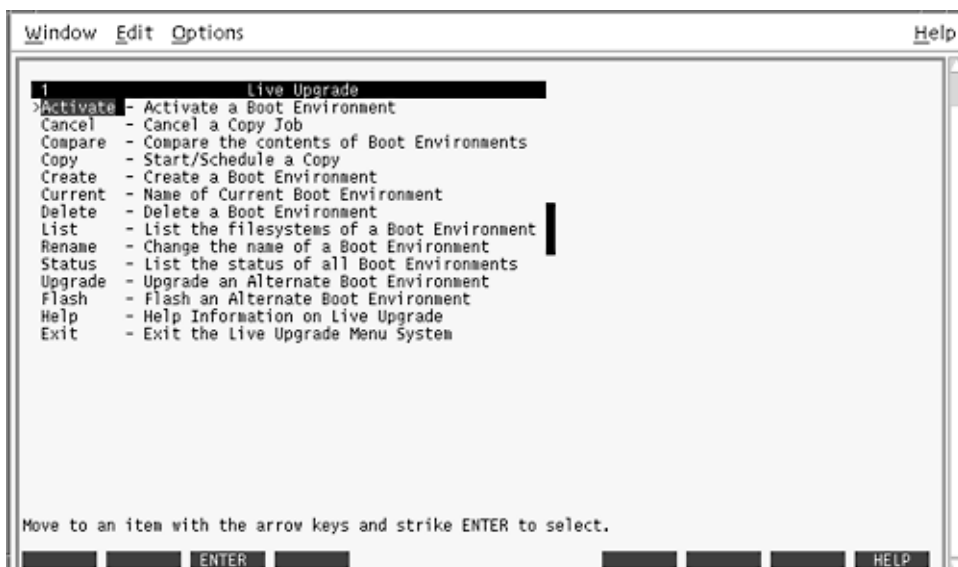 Window Edit Options Help
1 Live Upgrade
>Activate - Activate a Boot Environment
Cancel - Cancel a Copy Job
Compare - Compare the contents of Boot Environments
Copy - Start/Schedule a Copy
Create - Create a Boot Environment
Current - Name of Current Boot Environment
Delete - Delete a Boot Environment
List - List the filesystems of a Boot Environment
Rename - Change the name of a Boot Environment
Status - List the status of all Boot Environments
Upgrade - Upgrade an Alternate Boot Environment
Flash - Flash an Alternate Boot Environment
Help - Help Information on Live Upgrade
Exit - Exit the Live Upgrade Menu System
Move to an item with the arrow keys and strike ENTER to select.
ENTER HELP